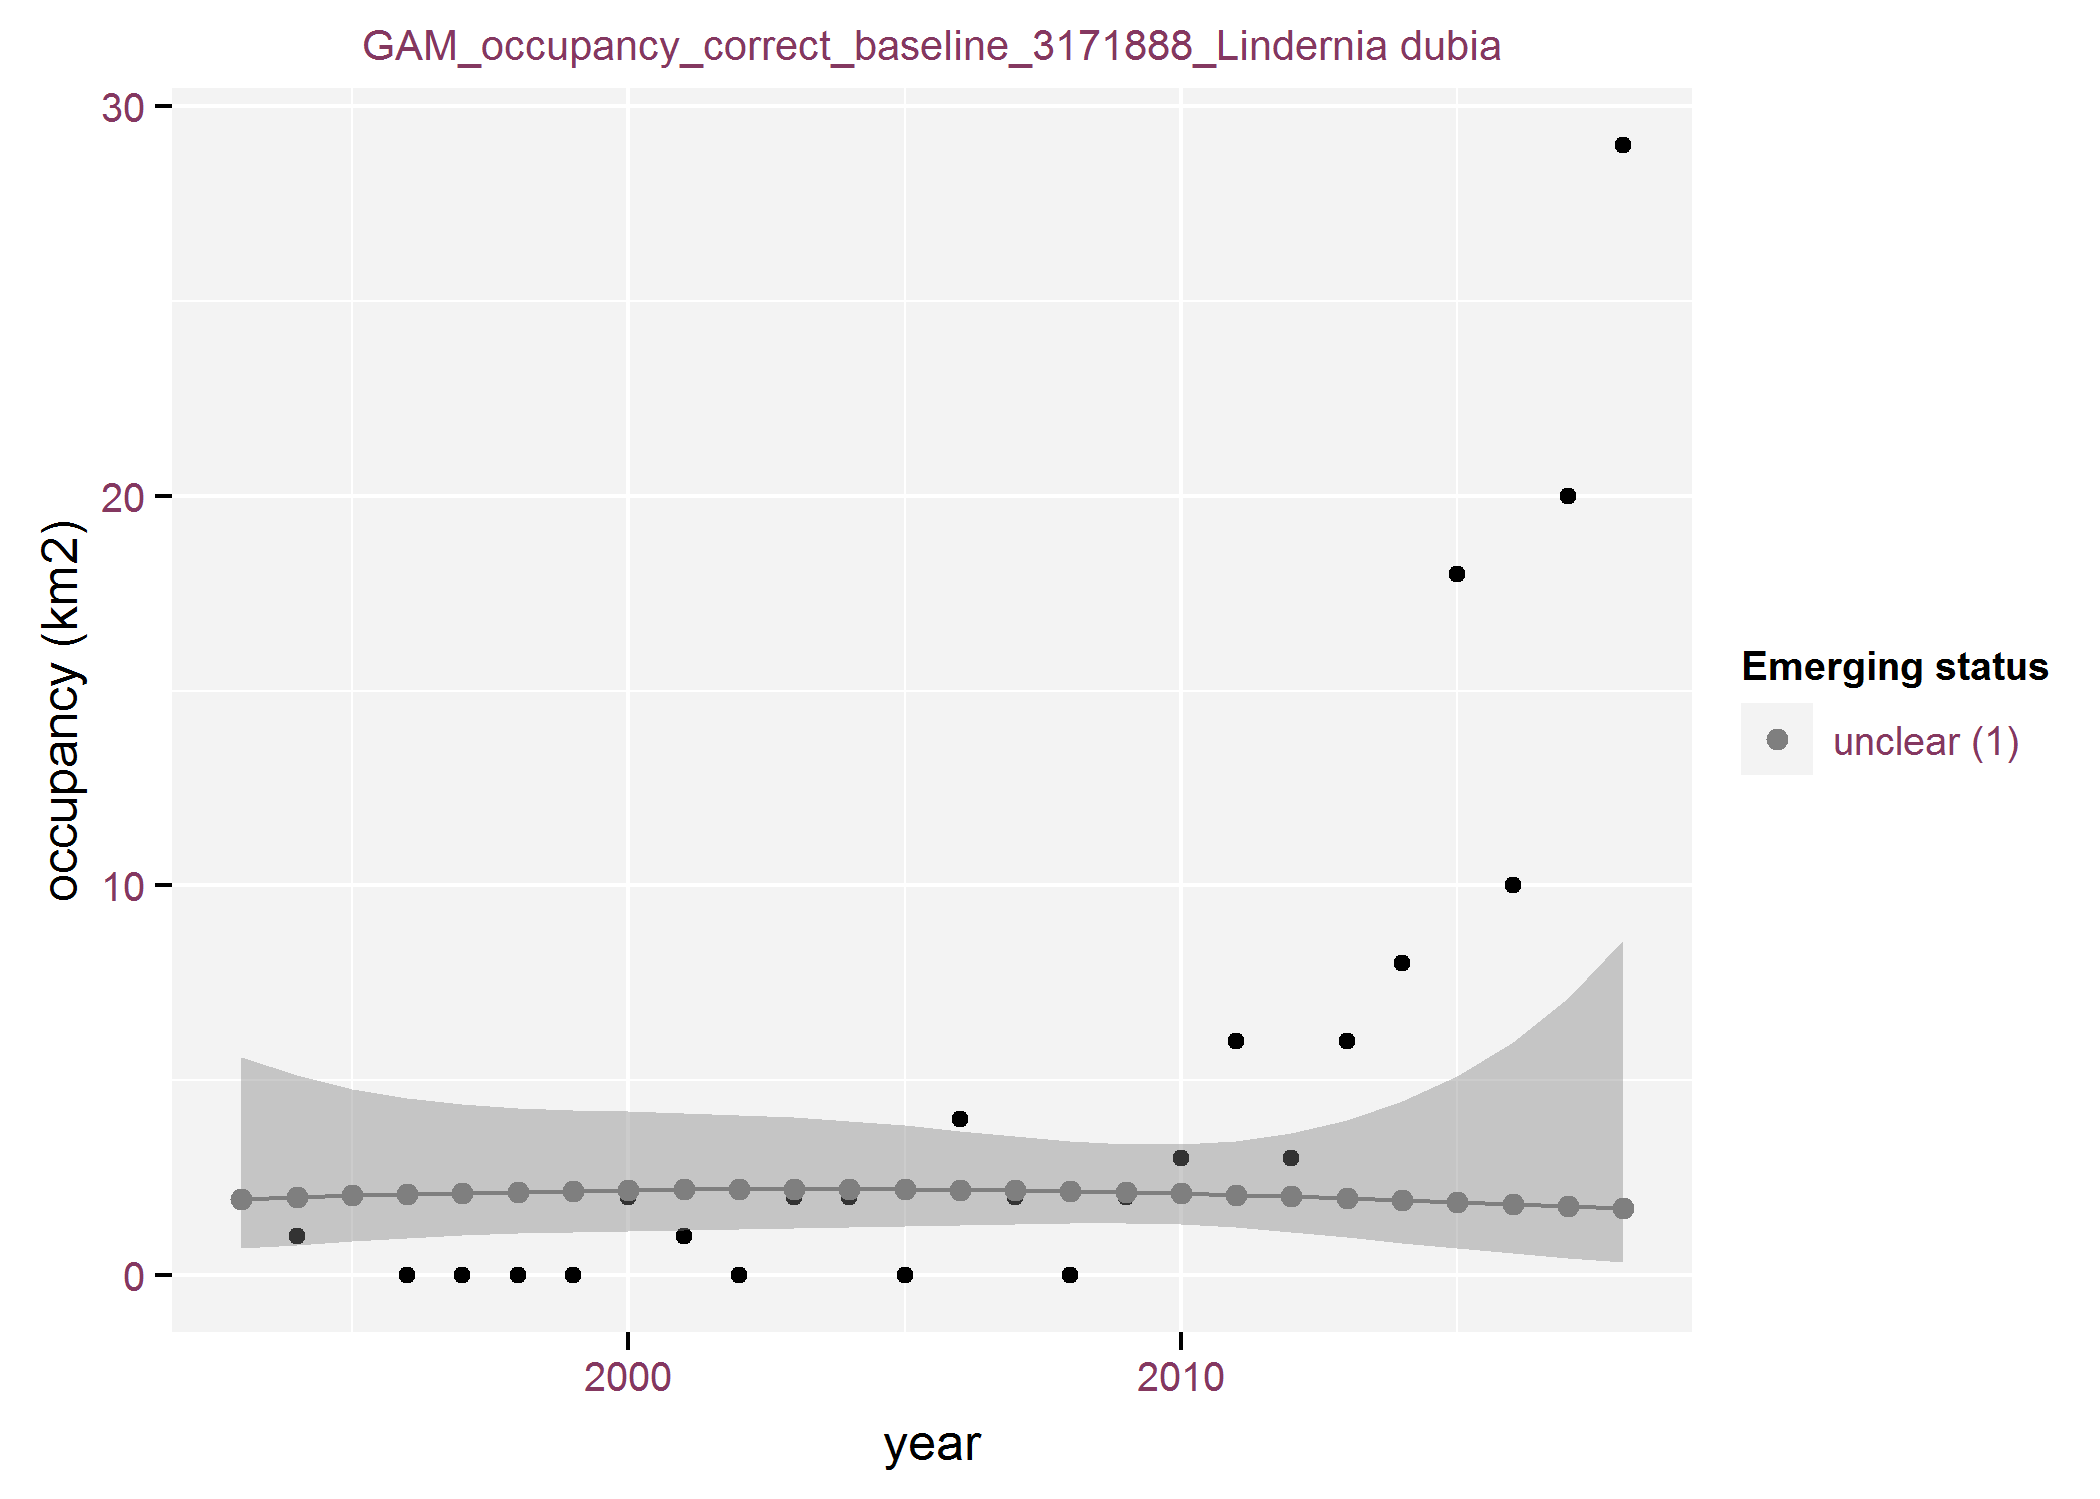 GAM_occupancy_correct_baseline_3171888_Lindernia dubia
30
20
10
0
occupancy (km2)
2000
2010
year
Emerging status
unclear (1)